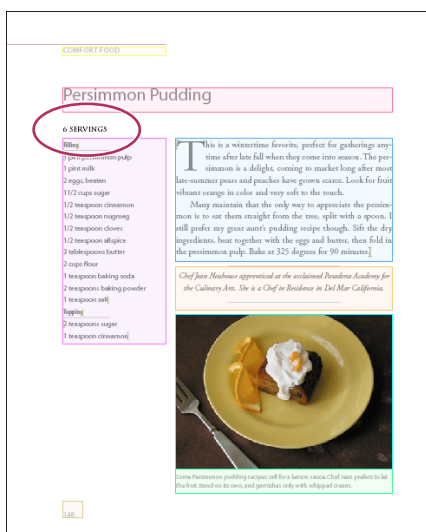 COMFORT FOOD
Persimmon Pudding
6 SERVINGS
Filling
1 pint persimmon pulp
1 pint milk
2 eggs, beaten
11/2 cups sugar
1/2 teaspoon cinnamon
1/2 teaspoon nugmeg
1/2 teaspoon cloves
1/2 teaspoon allspice
3 tablespoons butter
2 cups flour
1 teaspoon baking soda
2 teaspoons baking powder
1 teaspoon salt
Topping
2 teaspoons sugar
1 teaspoon cinnamon
This is a wintertime favorite, perfect for gatherings any-
time after late fall when they come into season. The per-
simmon is a delight, coming to market long after most
late-summer pears and peaches have grown scarce. Look for fruit
vibrant orange in color and very soft to the touch.
Many maintain that the only way to appreciate the persim-
mon is to eat them straight from the tree, split with a spoon. I
still prefer my great aunt's pudding recipe though. Sift the dry
ingredients, beat together with the eggs and butter, then fold in
the persimmon pulp. Bake at 325 degrees for 90 minutes.
Chef Jean Neuhouse apprenticed at the acclaimed Pasadena Academy for
the Culinary Arts. She is a Chef in Residence in Del Mar California.
Some Persimmon pudding recipes call for a lemon sauce. Chef Jean prefers to let
the fruit stand on its own, and garnishes only with whipped cream.
148